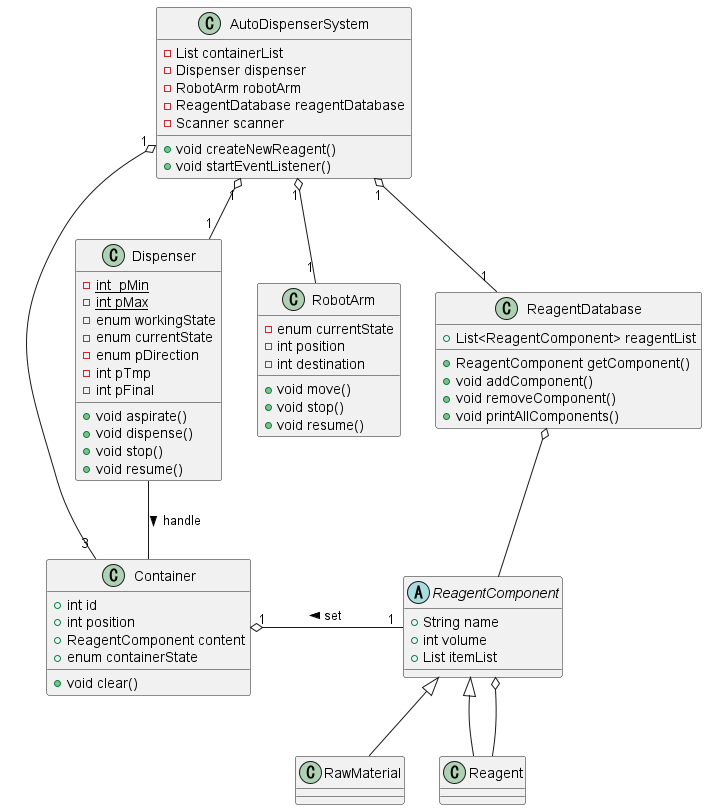 C AutoDispenserSystem
List containerList
Dispenser dispenser
RobotArm robotArm
ReagentDatabase reagentDatabase
Scanner scanner
void createNewReagent()
void startEventListener()
1
1
1
1
1
1
1
C Dispenser
int pMin
int pMax
enum workingState
enum currentState
enum pDirection
int pTmp
int pFinal
void aspirate()
void dispense()
void stop()
void resume()
C RobotArm
enum currentState
int position
int destination
void move()
void stop()
void resume()
C ReagentDatabase
List<ReagentComponent> reagentList
ReagentComponent getComponent()
void addComponent()
void removeComponent()
void printAllComponents()
handle
3
C Container
int id
int position
ReagentComponent content
enum containerState
void clear()
1
set
1
A ReagentComponent
String name
int volume
List itemList
C RawMaterial
C Reagent